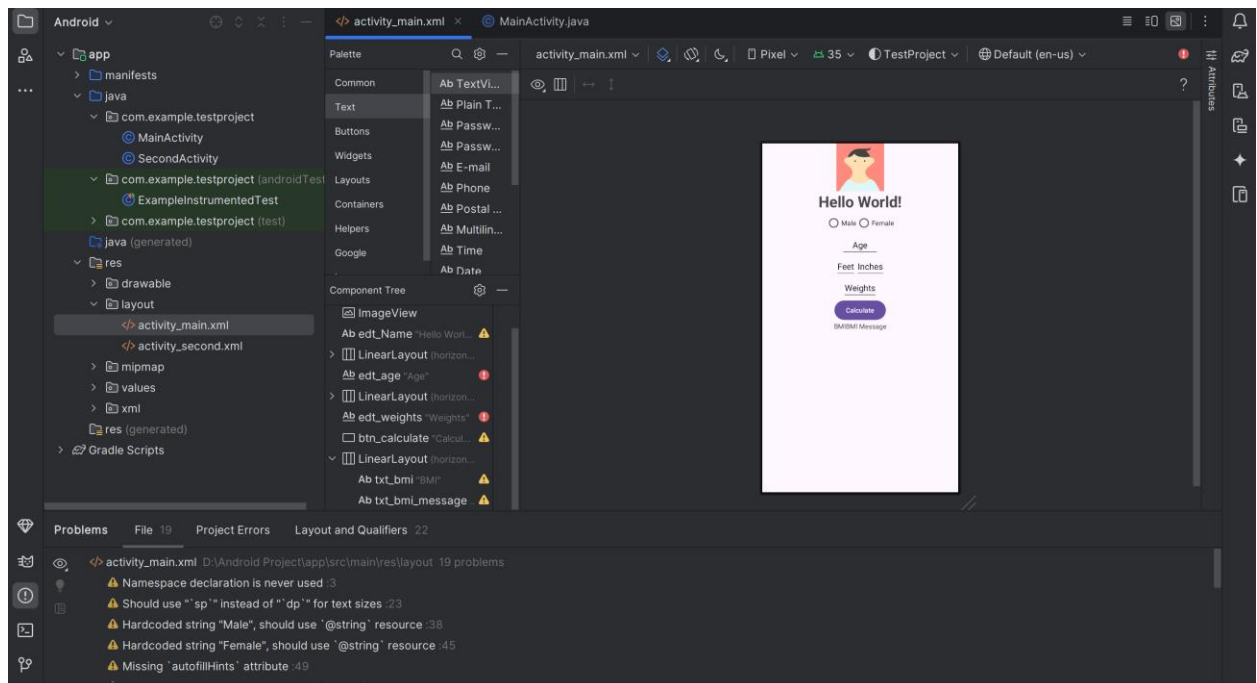 Android
activity_main.xml
MainActivity.java
app
manifests
java
com.example.testproject
MainActivity
SecondActivity
com.example.testproject (androidTest
ExampleInstrumentedTest
com.example.testproject (test)
java (generated)
res
drawable
layout
activity_main.xml
activity_second.xml
mipmap
values
xml
res (generated)
Gradle Scripts
Palette
Common
Text
Buttons
Widgets
Layouts
Containers
Helpers
Google
Ab TextVi...
Ab Plain T...
Ab Passw...
Ab Passw...
Ab E-mail
Ab Phone
Ab Postal ...
Ab Multilin...
Ab Time
Ab Date
Component Tree
ImageView
Ab edt_Name "Hello Worl...
LinearLayout (horizon...
Ab edt_age "Age"
LinearLayout (horizon...
Ab edt_weights "Weights"
btn_calculate "Calcul...
LinearLayout (horizon...
Ab txt_bmi "BMI"
Ab txt_bmi_message
activity_main.xml Pixel 35 TestProject Default (en-us)
?
Attributes
Hello World!
Male Female
Age
Feet Inches
Weights
Calculate
BMIBMI Message
Problems File 19 Project Errors Layout and Qualifiers 22
activity_main.xml D:\Android Project\app\src\main\res\layout 19 problems
Namespace declaration is never used :3
Should use "`sp`" instead of "`dp`" for text sizes :23
Hardcoded string "Male", should use `@string` resource :38
Hardcoded string "Female", should use `@string` resource :45
Missing `autofillHints` attribute :49